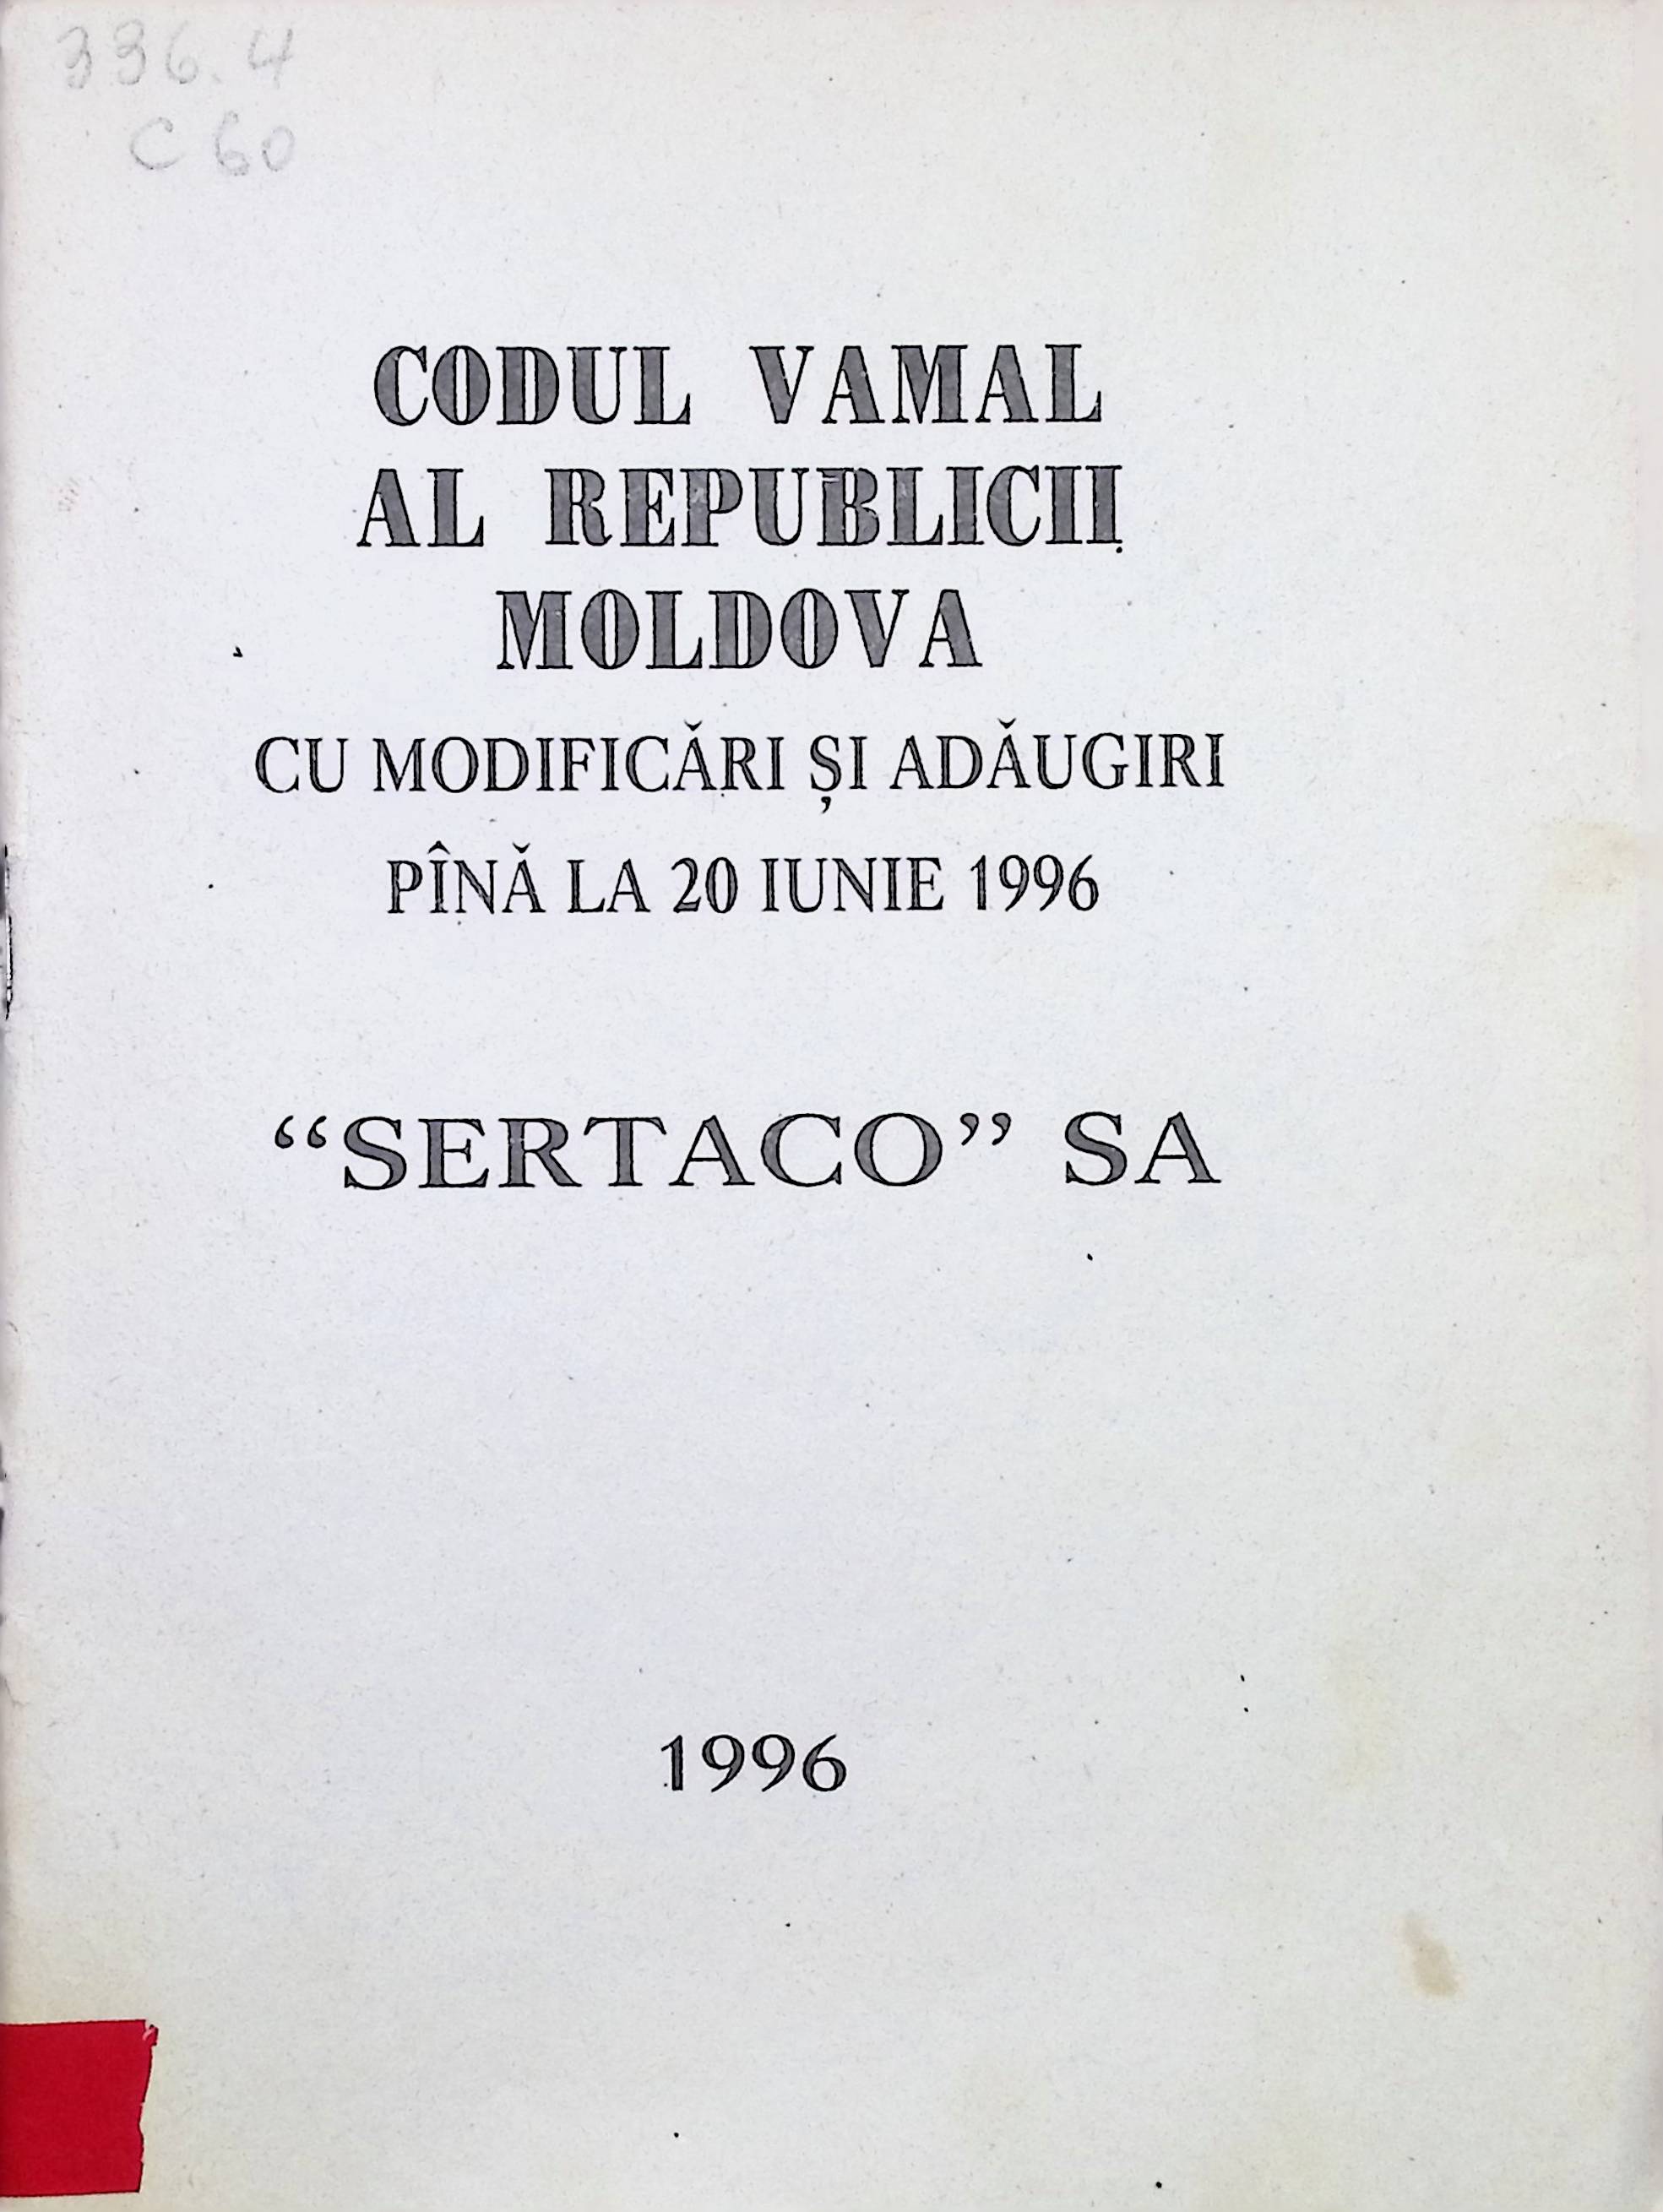 336.4
C 60
CODUL VAMAL
AL REPUBLICII
MOLDOVA
CU MODIFICĂRI ȘI ADĂUGIRI
PÎNĂ LA 20 IUNIE 1996
“SERTACO” SA
1996